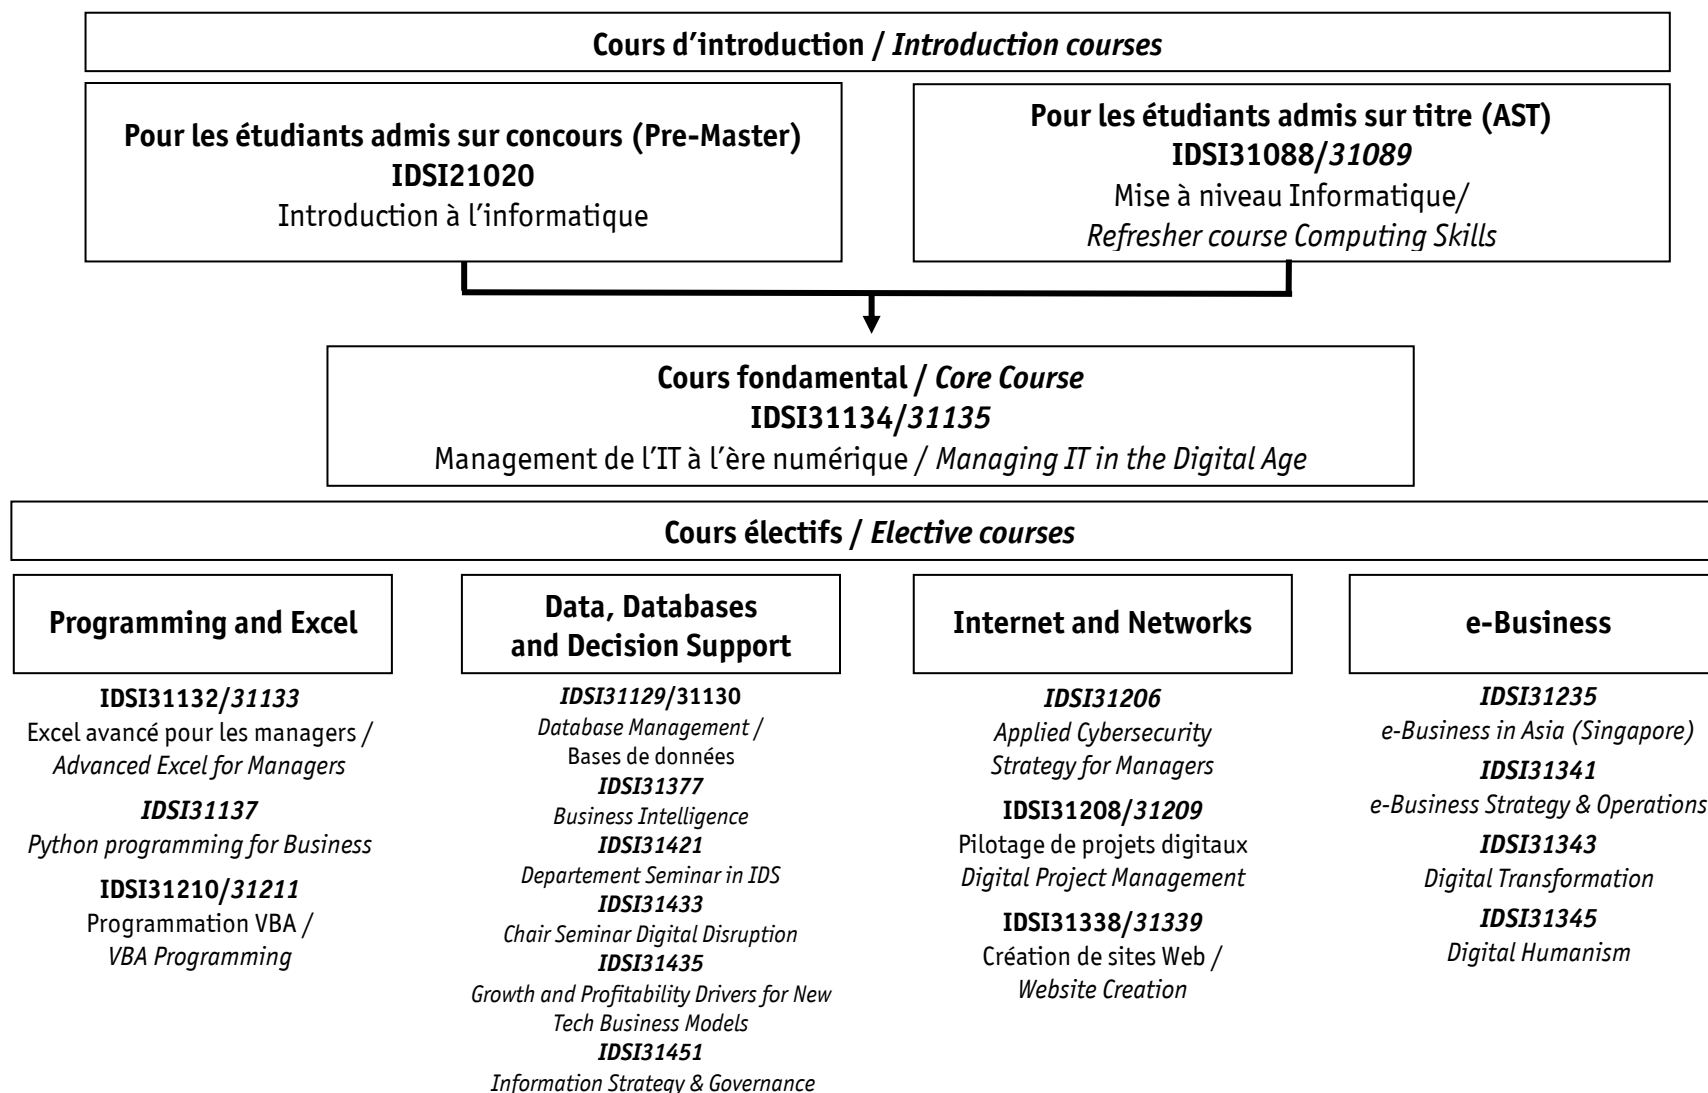 Cours d’introduction / Introduction courses
Pour les étudiants admis sur concours (Pre-Master)
IDSI21020
Introduction à l’informatique
Pour les étudiants admis sur titre (AST)
IDSI31088/31089
Mise à niveau Informatique/
Refresher course Computing Skills
Cours fondamental / Core Course
IDSI31134/31135
Management de l’IT à l’ère numérique / Managing IT in the Digital Age
Cours électifs / Elective courses
Programming and Excel
IDSI31132/31133
Excel avancé pour les managers /
Advanced Excel for Managers
IDSI31137
Python programming for Business
IDSI31210/31211
Programmation VBA /
VBA Programming
Data, Databases
and Decision Support
IDSI31129/31130
Database Management /
Bases de données
IDSI31377
Business Intelligence
IDSI31421
Departement Seminar in IDS
IDSI31433
Chair Seminar Digital Disruption
IDSI31435
Growth and Profitability Drivers for New
Tech Business Models
IDSI31451
Information Strategy & Governance
Internet and Networks
IDSI31206
Applied Cybersecurity
Strategy for Managers
IDSI31208/31209
Pilotage de projets digitaux
Digital Project Management
IDSI31338/31339
Création de sites Web /
Website Creation
e-Business
IDSI31235
e-Business in Asia (Singapore)
IDSI31341
e-Business Strategy & Operations
IDSI31343
Digital Transformation
IDSI31345
Digital Humanism